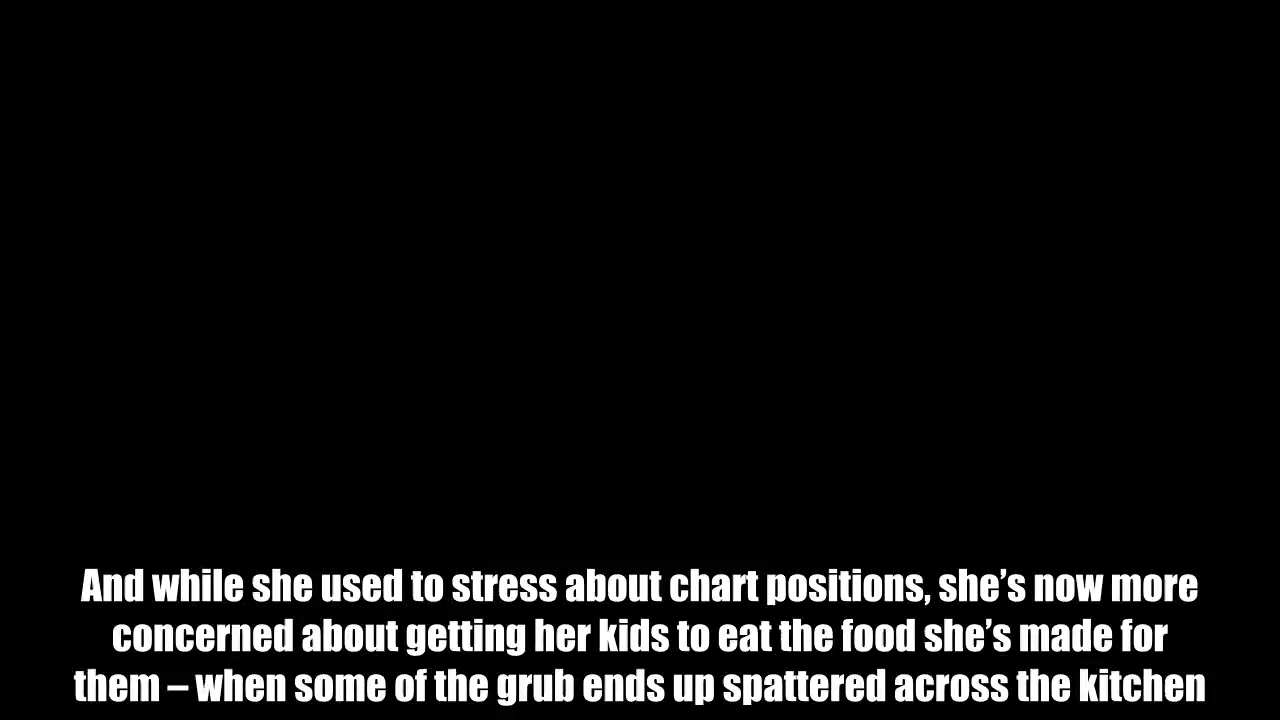 And while she used to stress about chart positions, she’s now more
concerned about getting her kids to eat the food she’s made for
them – when some of the grub ends up spattered across the kitchen